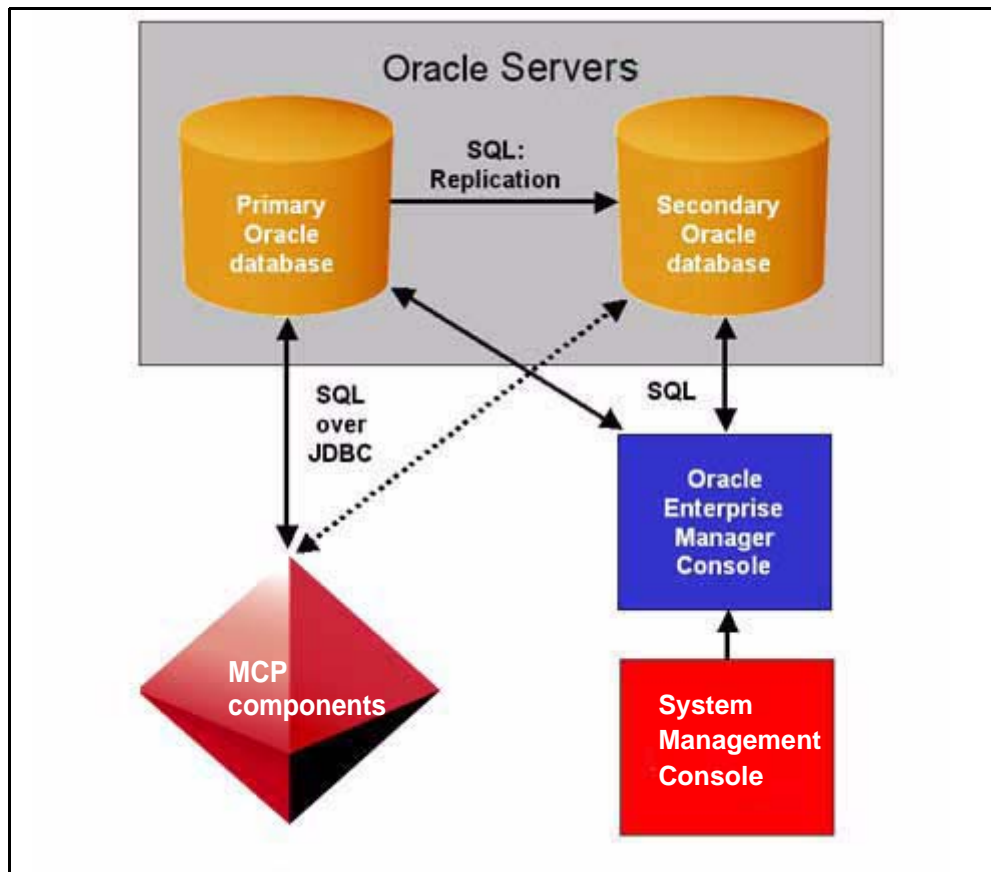 Oracle Servers
SQL:
Replication
Primary
Oracle
database
Secondary
Oracle
database
SQL
over
JDBC
SQL
Oracle
Enterprise
Manager
Console
MCP
components
System
Management
Console